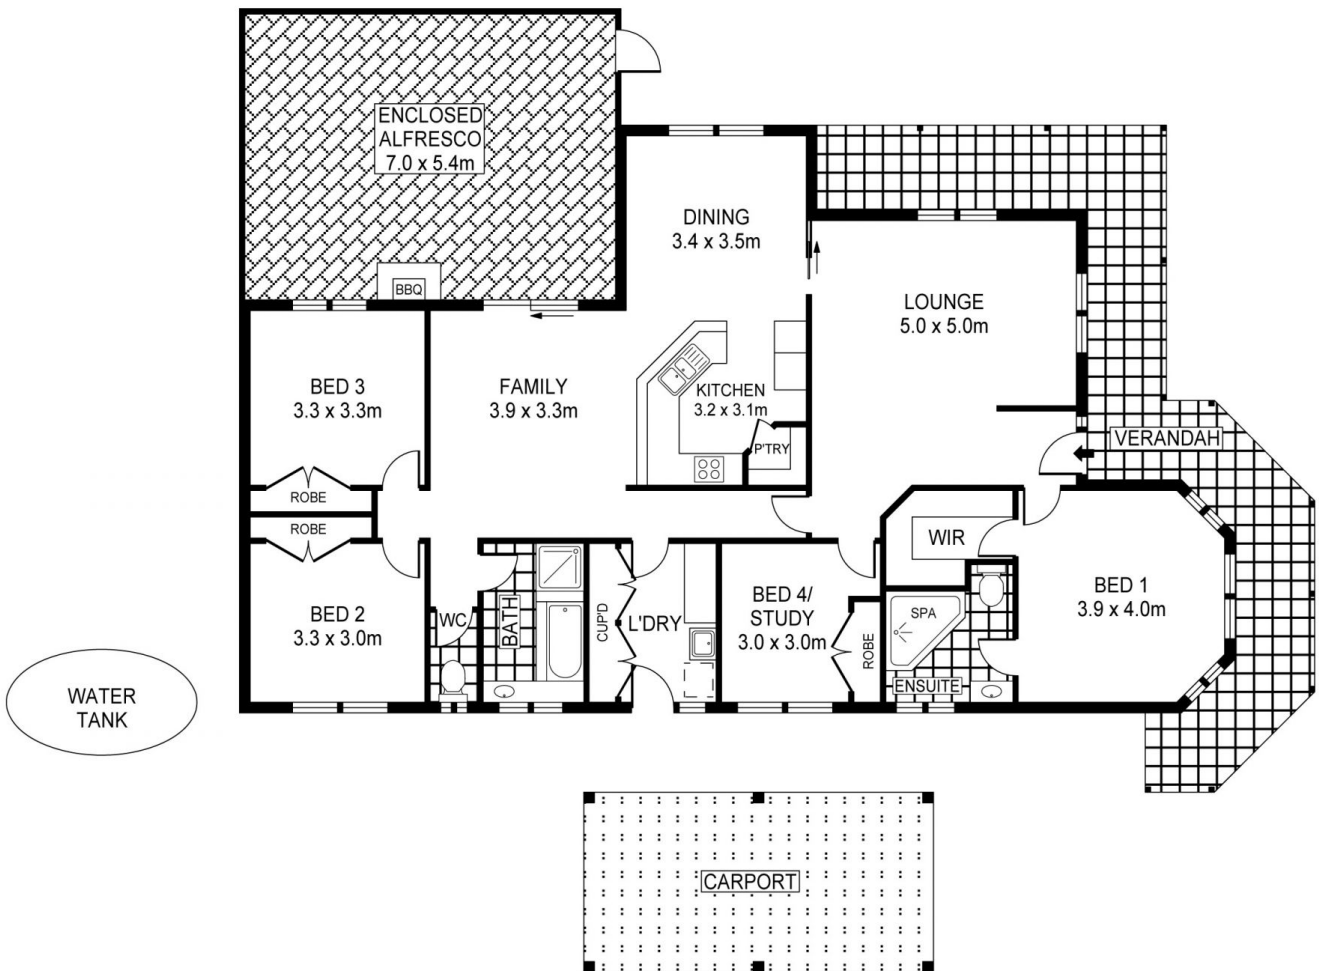 ENCLOSED
ALFRESCO
7.0 x 5.4m
BBQ
DINING
3.4 x 3.5m
LOUNGE
5.0 x 5.0m
BED 3
3.3 x 3.3m
FAMILY
3.9 x 3.3m
KITCHEN
3.2 x 3.1m
P'TRY
VERANDAH
ROBE
ROBE
WIR
BED 2
3.3 x 3.0m
WC
BATH
CUP'D
L'DRY
BED 4/
STUDY
3.0 x 3.0m
ROBE
SPA
ENSUITE
BED 1
3.9 x 4.0m
WATER
TANK
CARPORT